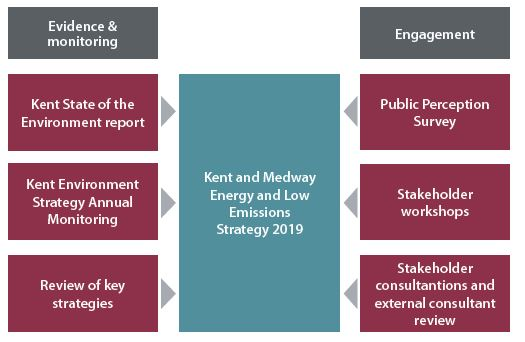 Evidence &
monitoring
Engagement
Kent State of the
Environment report
Kent Environment
Strategy Annual
Monitoring
Review of key
strategies
Kent and Medway
Energy and Low
Emissions
Strategy 2019
Public Perception
Survey
Stakeholder
workshops
Stakeholder
consultantions and
external consultant
review